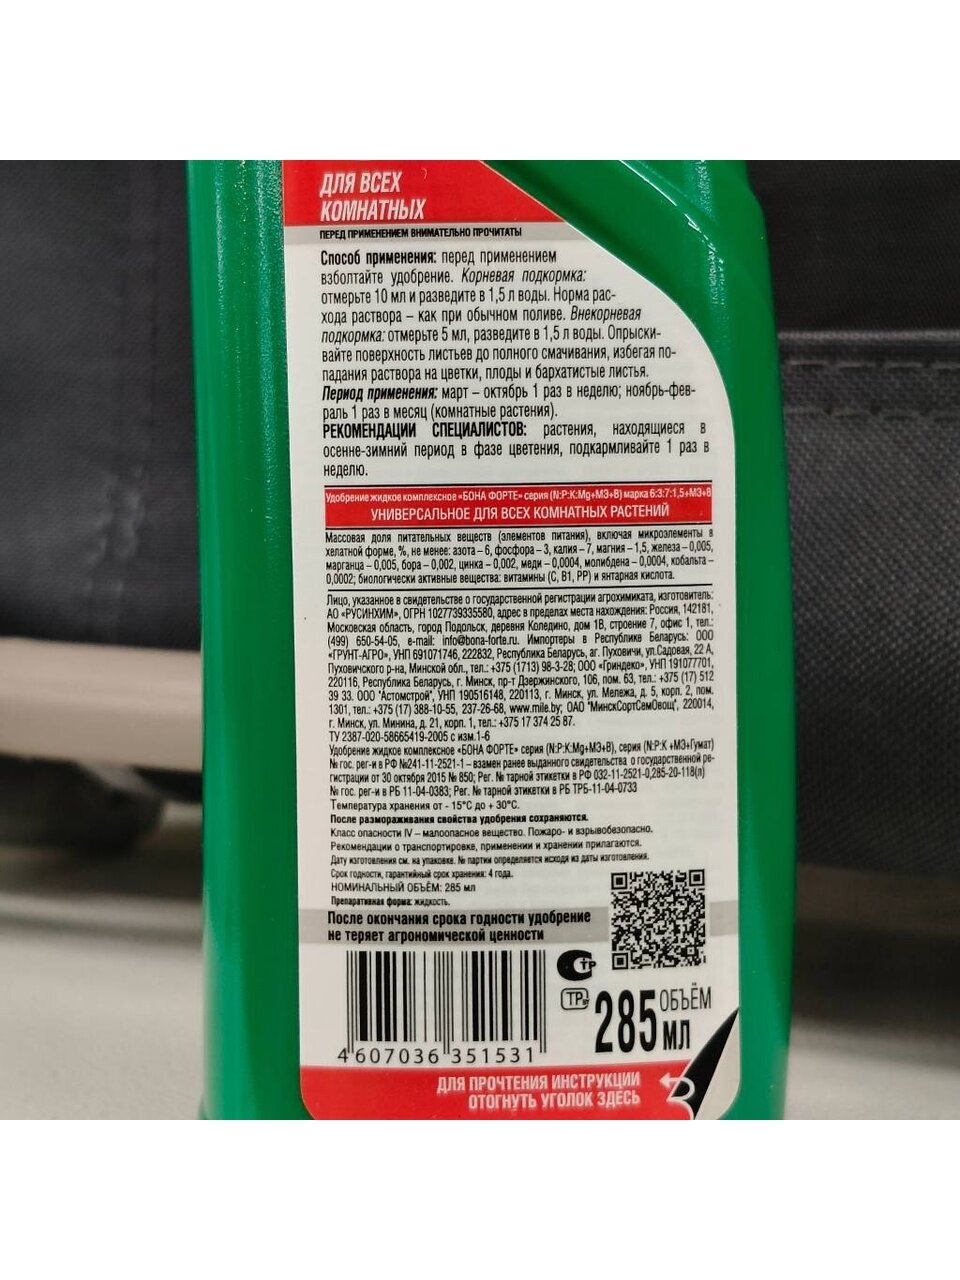 ДЛЯ ВСЕХ
КОМНАТНЫХ
ПЕРЕД ПРИМЕНЕНИЕМ ВНИМАТЕЛЬНО ПРОЧИТАТЬ
Способ применения: перед применением
взболтайте удобрение. Корневая подкормка:
отмерьте 10 мл и разведите в 1,5 л воды. Норма рас-
хода раствора – как при обычном поливе. Внекорневая
подкормка: отмерьте 5 мл, разведите в 1,5 л воды. Опрыски-
вайте поверхность листьев до полного смачивания, избегая по-
падания раствора на цветки, плоды и бархатистые листья.
Период применения: март – октябрь 1 раз в неделю; ноябрь-фев-
раль 1 раз в месяц (комнатные растения).
РЕКОМЕНДАЦИИ СПЕЦИАЛИСТОВ: растения, находящиеся в
осенне-зимний период в фазе цветения, подкармливайте 1 раз в
неделю.
Удобрение жидкое комплексное «БОНА ФОРТЕ» серия (N:P:K:Mg+МЭ+В) марка 6:3:7:1,5+МЭ+В
УНИВЕРСАЛЬНОЕ ДЛЯ ВСЕХ КОМНАТНЫХ РАСТЕНИЙ
Массовая доля питательных веществ (элементов питания), включая микроэлементы в
хелатной форме, %, не менее: азота – 6, фосфора – 3, калия – 7, магния – 1,5, железа – 0,005,
марганца – 0,005, бора – 0,002, цинка – 0,002, меди – 0,0004, молибдена – 0,0004, кобальта –
0,0002; биологически активные вещества: витамины (С, В1, РР) и янтарная кислота.
Лицо, указанное в свидетельстве о государственной регистрации агрохимиката, изготовитель:
АО «РУСИНХИМ», ОГРН 1027739335580, адрес в пределах места нахождения: Россия, 142181,
Московская область, город Подольск, деревня Коледино, дом 1В, строение 7, офис 1, тел.:
(499) 650-54-05, e-mail: info@bona-forte.ru. Импортеры в Республике Беларусь: ООО
«ГРУНТ-АГРО», УНП 691071746, 222832, Республика Беларусь, аг. Пуховичи, ул.Садовая, 22 А,
Пуховичского р-на, Минской обл., тел.: +375 (1713) 98-3-28; ООО «Гриндеко», УНП 191077701,
220116, Республика Беларусь, г. Минск, пр-т Дзержинского, 106, пом. 63, тел.: +375 (17) 512
39 33. ООО "Астомстрой", УНП 190516148, 220113, г. Минск, ул. Мележа, д. 5, корп. 2, пом.
1301, тел.: +375 (17) 388-10-55, 237-26-68, www.mile.by; ОАО "МинскСортСемОвощ", 220014,
г. Минск, ул. Минина, д. 21, корп. 1, тел.: +375 17 374 25 87.
ТУ 2387-020-58665419-2005 с изм.1-6
Удобрение жидкое комплексное «БОНА ФОРТЕ» серия (N:P:K:Mg+МЭ+В), серия (N:P:K +МЭ+Гумат)
№ гос. рег-и в РФ №241-11-2521-1 – взамен ранее выданного свидетельства о государственной ре-
гистрации от 30 октября 2015 № 850; Рег. № тарной этикетки в РФ 032-11-2521-0,285-20-118(л)
№ гос. рег-и в РБ 11-04-0383; Рег. № тарной этикетки в РБ ТРБ-11-04-0733
Температура хранения от - 15°С до + 30°С.
После размораживания свойства удобрения сохраняются.
Класс опасности IV – малоопасное вещество. Пожаро- и взрывобезопасно.
Рекомендации о транспортировке, применении и хранении прилагаются.
Дату изготовления см. на упаковке. № партии определяется исходя из даты изготовления.
Срок годности, гарантийный срок хранения: 4 года.
НОМИНАЛЬНЫЙ ОБЪЁМ: 285 мл
Препаративная форма: жидкость.
После окончания срока годности удобрение
не теряет агрономической ценности
4 607036 351531
СТР
ТР BY
285 ОБЪЁМ
МЛ
ДЛЯ ПРОЧТЕНИЯ ИНСТРУКЦИИ
ОТОГНУТЬ УГОЛОК ЗДЕСЬ